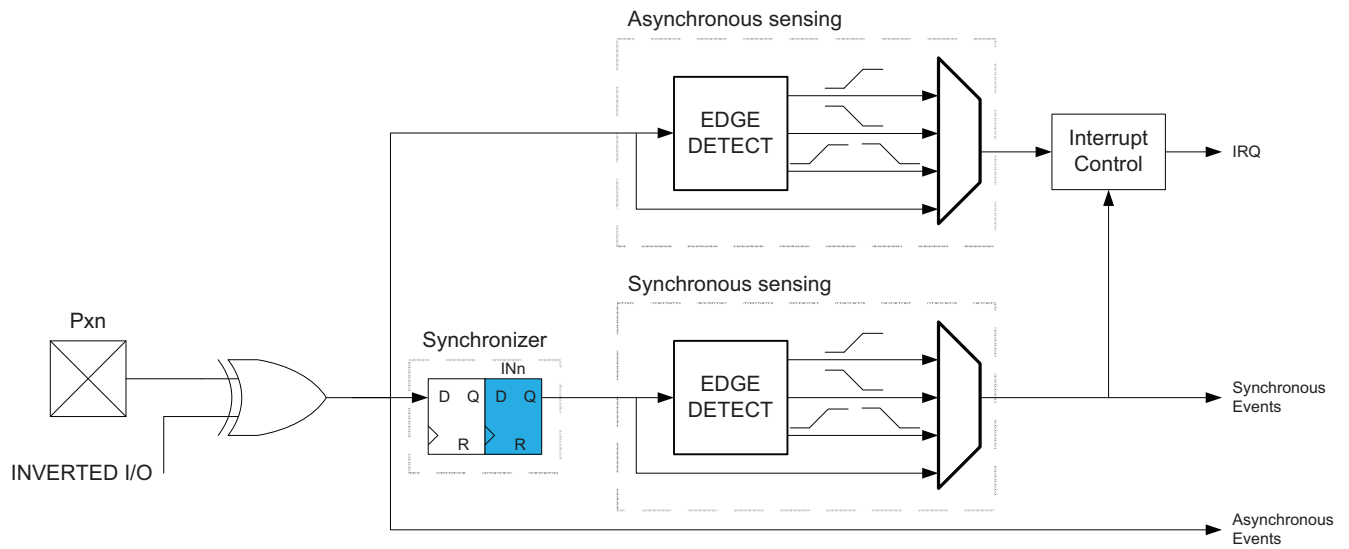 Asynchronous sensing
EDGE
DETECT
Interrupt
Control
IRQ
Synchronous sensing
Pxn
Synchronizer
INn
D Q D Q
R R
EDGE
DETECT
Synchronous
Events
INVERTED I/O
Asynchronous
Events